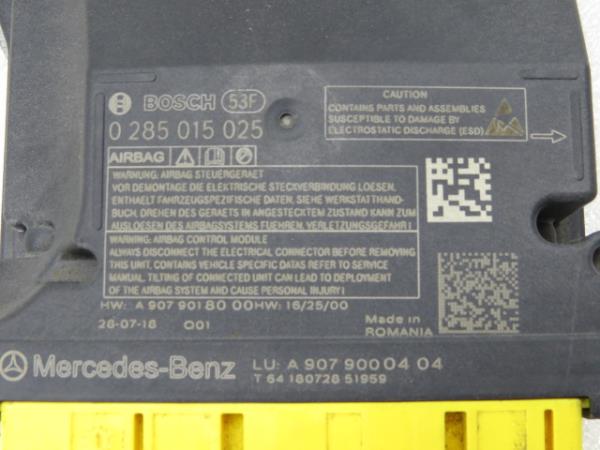 BOSCH 53F
0 285 015 025
CAUTION
CONTAINS PARTS AND ASSEMBLIES
SUSCEPTIBLE TO DAMAGE BY
ELECTROSTATIC DISCHARGE (ESD)
AIRBAG
WARNUNG: AIRBAG STEUERGERAET
VOR DEMONTAGE DIE ELEKTRISCHE STECKVERBINDUNG LOESEN,
ENTHAELT FAHRZEUGSPEZIFISCHE DATEN, SIEHE WERKSTATTHAND-
BUCH, DREHEN DES GERAETS IN ANGESTECKTEM ZUSTAND KANN ZUM
AUSLOESEN DES AIRBAGSYSTEMS FUEHREN, VERLETZUNGSGEFAHR!
WARNING: AIRBAG CONTROL MODULE
ALWAYS DISCONNECT THE ELECTRICAL CONNECTOR BEFORE REMOVING
THIS UNIT. CONTAINS VEHICLE SPECIFIC DATA. REFER TO SERVICE
MANUAL. TILTING OF CONNECTED UNIT CAN LEAD TO DEPLOYMENT
OF THE AIRBAG SYSTEM AND CAUSE PERSONAL INJURY!
HW: A 907 901 80 00 HW: 16/25/00
26-07-18 Q01
Made in
ROMANIA
Mercedes-Benz LU: A 907 900 04 04
T 64 180728 51959